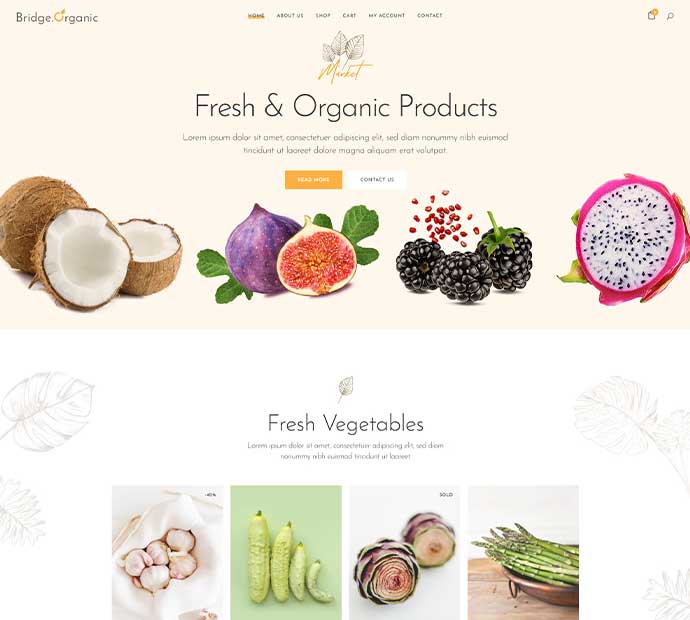 Bridge.Organic
HOME ABOUT US SHOP CART MY ACCOUNT CONTACT
Market
Fresh & Organic Products
Lorem ipsum dolor sit amet, consectetuer adipiscing elit, sed diam nonummy nibh euismod
tincidunt ut laoreet dolore magna aliquam erat volutpat.
READ MORE CONTACT US
Fresh Vegetables
Lorem ipsum dolor sit amet, consectetuer adipiscing elit, sed diam
nonummy nibh euismod tincidunt ut laoreet
-40% SOLD